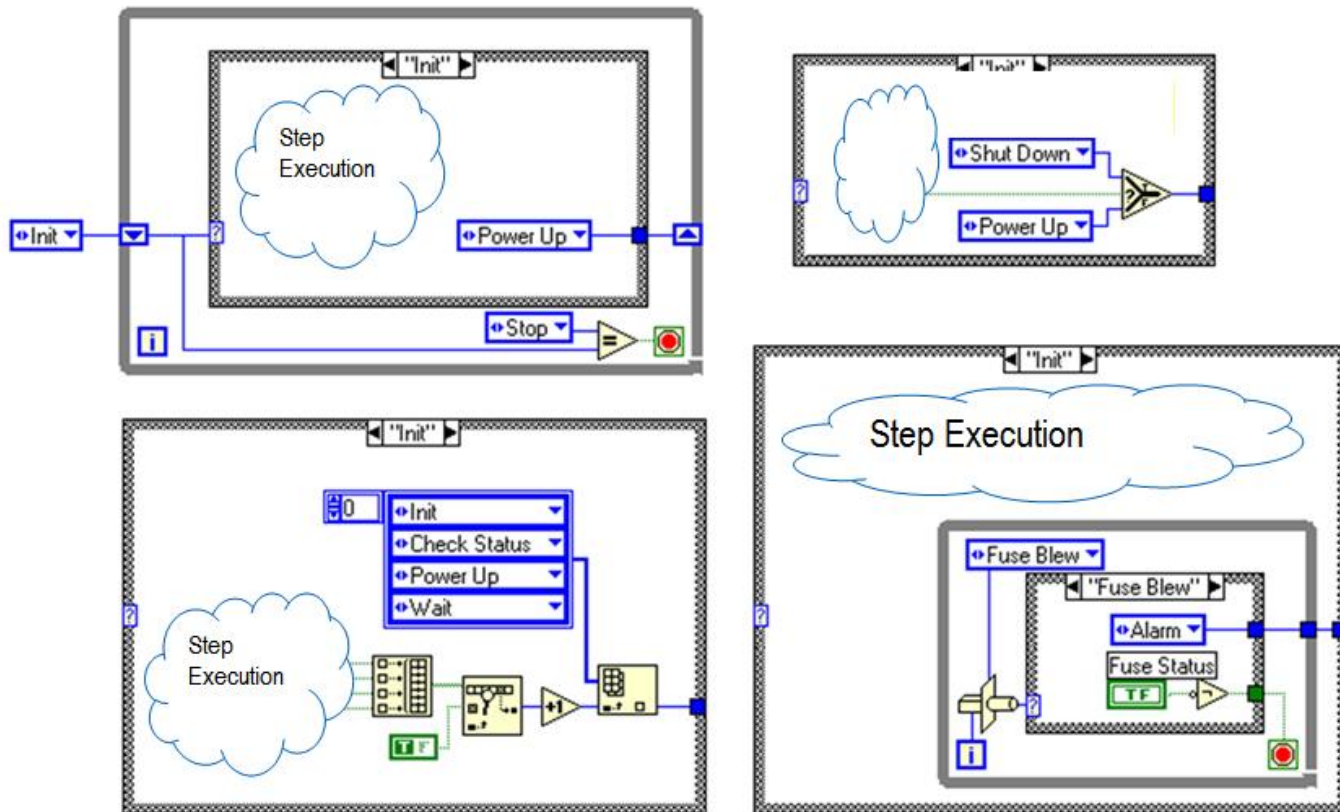 "Init"
Step
Execution
Init
Power Up
Stop
i
=
?
"Init"
Shut Down
Power Up
?
?
"Init"
0
Init
Check Status
Power Up
Wait
?
Step
Execution
+1
T F
"Init"
Step Execution
?
Fuse Blew
"Fuse Blew"
Alarm
Fuse Status
TF
?
i